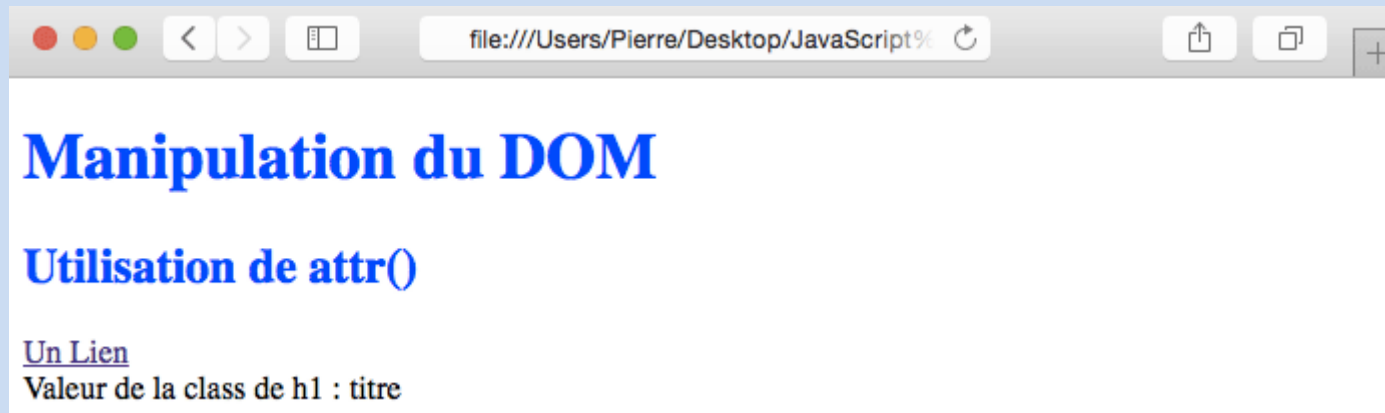 file:///Users/Pierre/Desktop/JavaScript%
Manipulation du DOM
Utilisation de attr()
Un Lien
Valeur de la class de h1 : titre